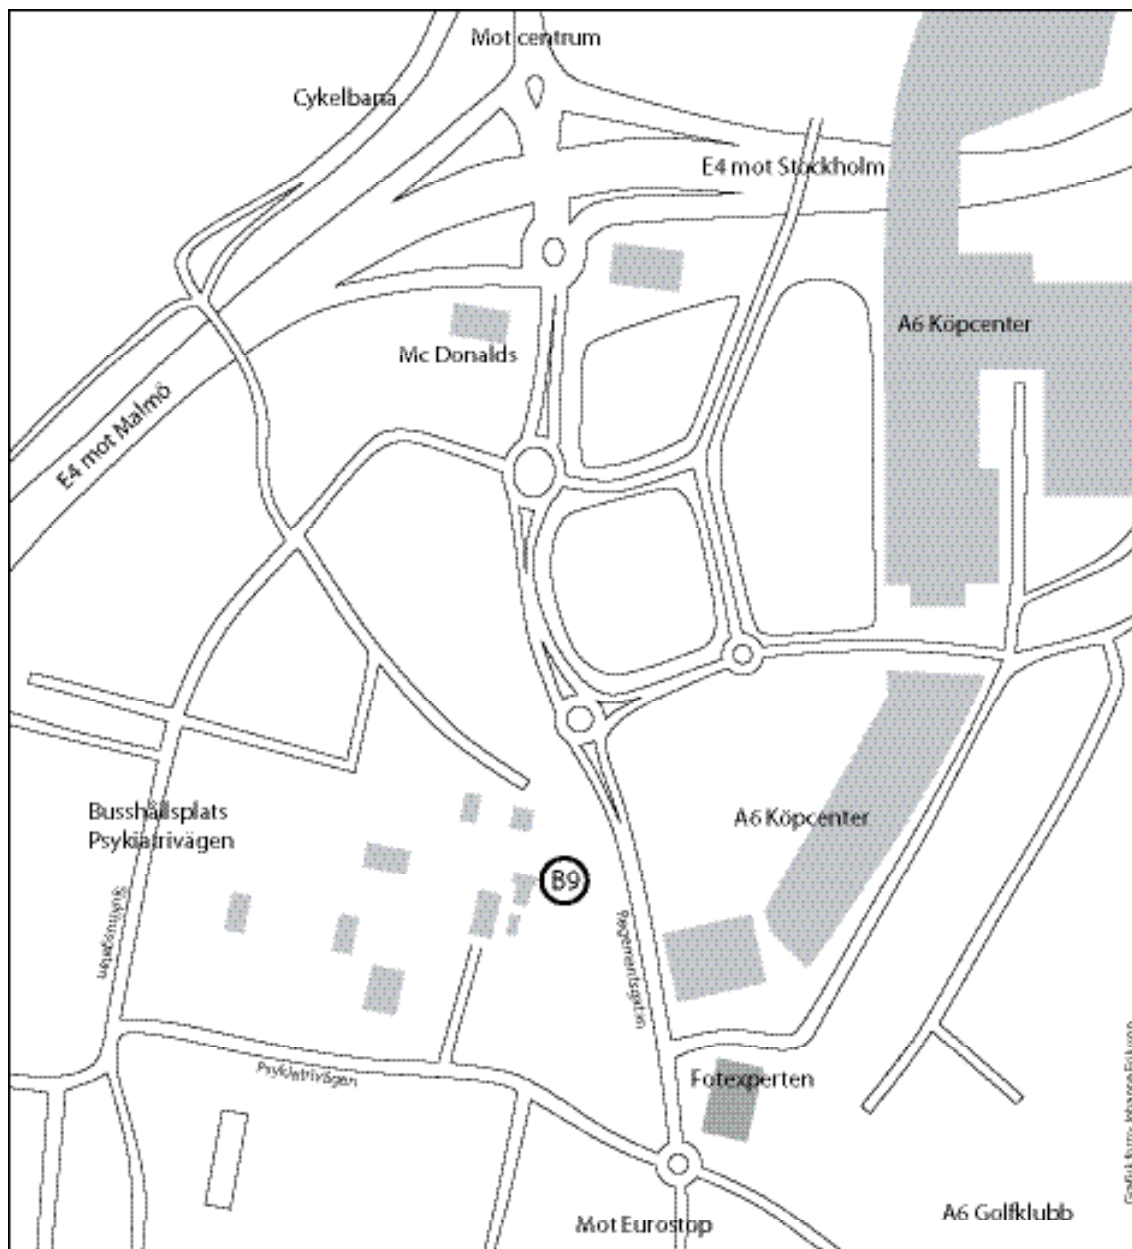 Mot centrum
Cykelbana
E4 mot Stockholm
A6 Köpcenter
Mc Donalds
E4 mot Malmö
Busshållsplats
Psykiatrivägen
A6 Köpcenter
B9
Regementsgatan
Psykiatrivägen
Fotexperten
Mot Eurostop
A6 Golfklubb